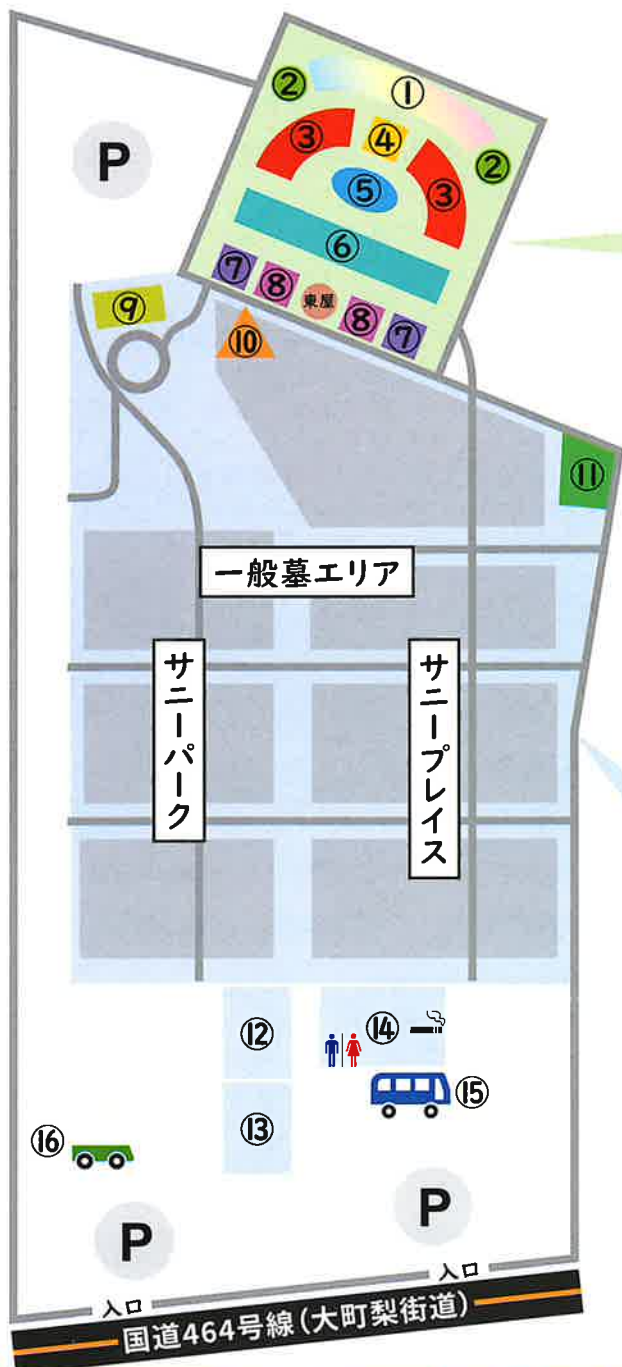 ①
②
P
③
④
②
⑤
③
⑥
⑦
⑧
東屋
⑧
⑦
⑨
⑩
⑪
一般墓エリア
サニーパーク
サニープレイス
⑫
⑭
⑮
⑬
⑯
P
P
入口
入口
国道464号線(大町梨街道)